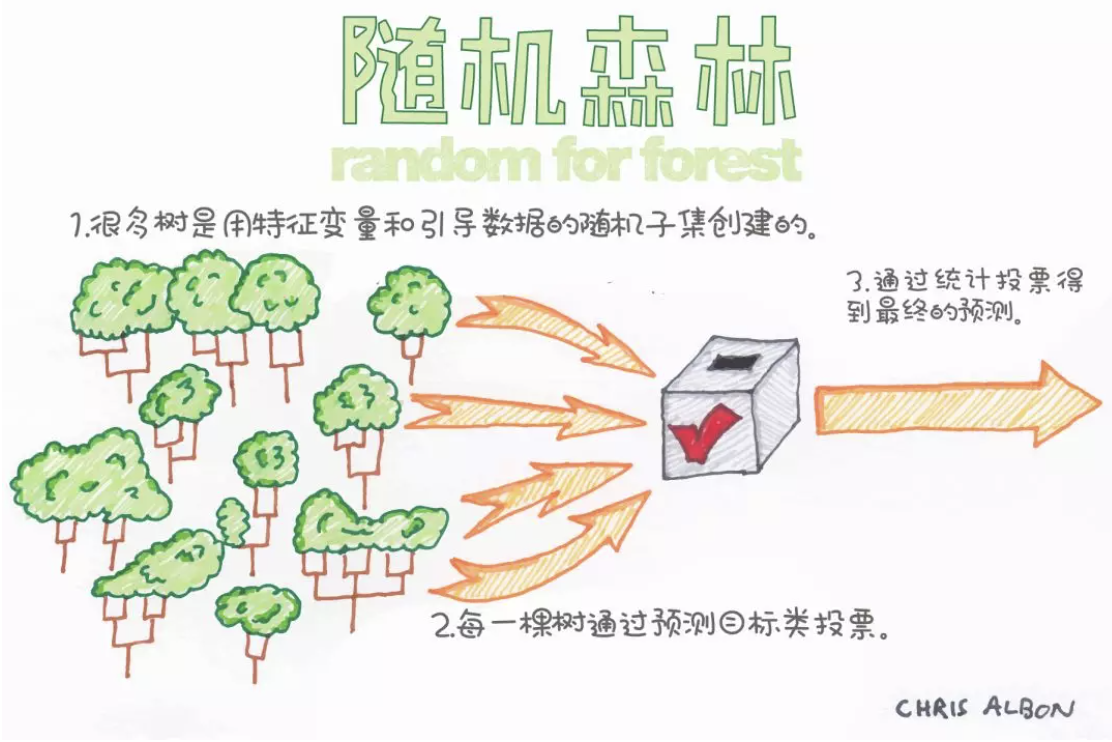 随机森林
random for forest
1.很多树是用特征变量和引导数据的随机子集创建的。
3.通过统计投票得
到最终的预测。
2.每一棵树通过预测目标类投票。
CHRIS ALBON